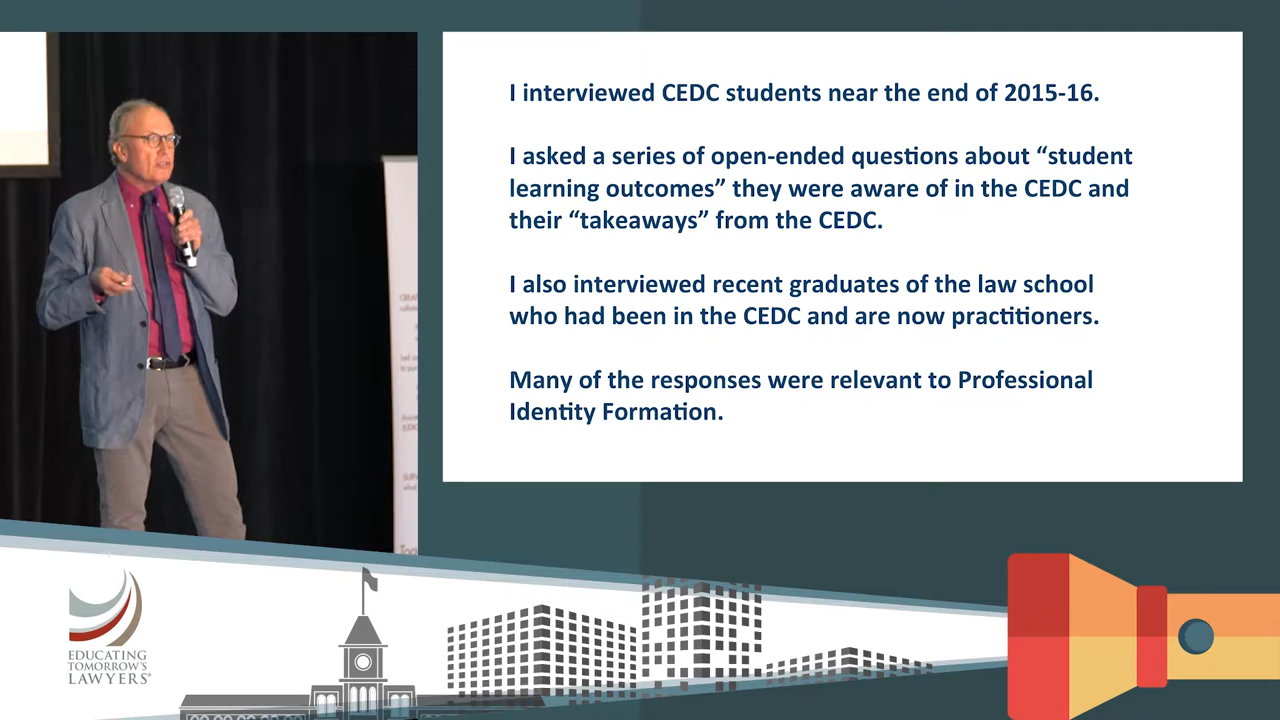 I interviewed CEDC students near the end of 2015-16.
I asked a series of open-ended questions about “student
learning outcomes” they were aware of in the CEDC and
their “takeaways” from the CEDC.
I also interviewed recent graduates of the law school
who had been in the CEDC and are now practitioners.
Many of the responses were relevant to Professional
Identity Formation.
EDUCATING
TOMORROW'S
LAWYERS®